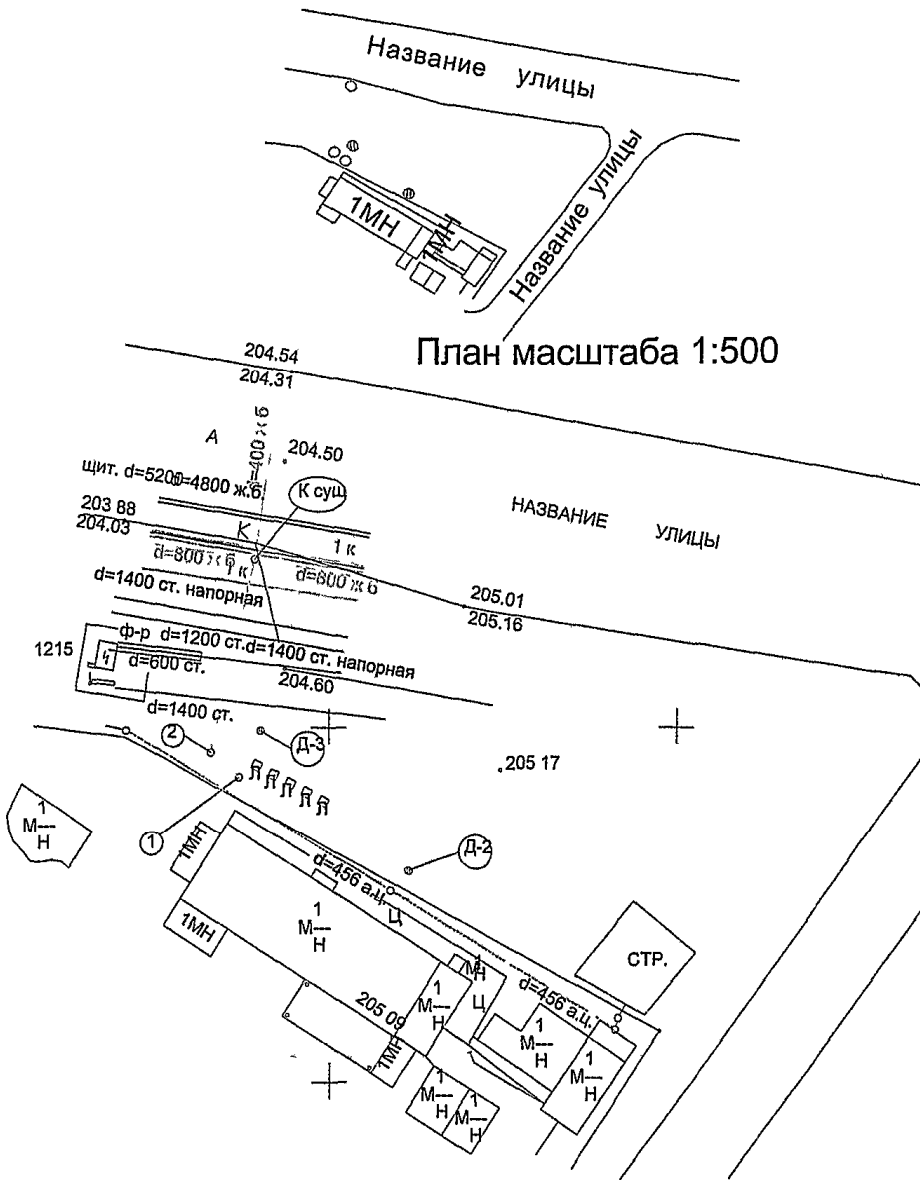 Название улицы
Название улицы
1МН
1МН
План масштаба 1:500
204.54
204.31
А
204.50
щит. d=5200
d=4800 ж.б.
К сущ
НАЗВАНИЕ УЛИЦЫ
203 88
204.03
К
1 к
1 к
d=1400 ст. напорная
205.01
205.16
ф-р d=1200 ст.
d=1400 ст. напорная
1215
d=600 ст.
204.60
d=1400 ст.
2
Д-3
205 17
1
М---
Н
1
1МН
Д-2
d=456 а.ц.
Ц
1
М---
Н
1МН
СТР.
Ц
d=456 а.ц.
205 09
1
М---
Н
1
М---
Н
1МН
1
М---
Н
1
М---
Н
1
М---
Н